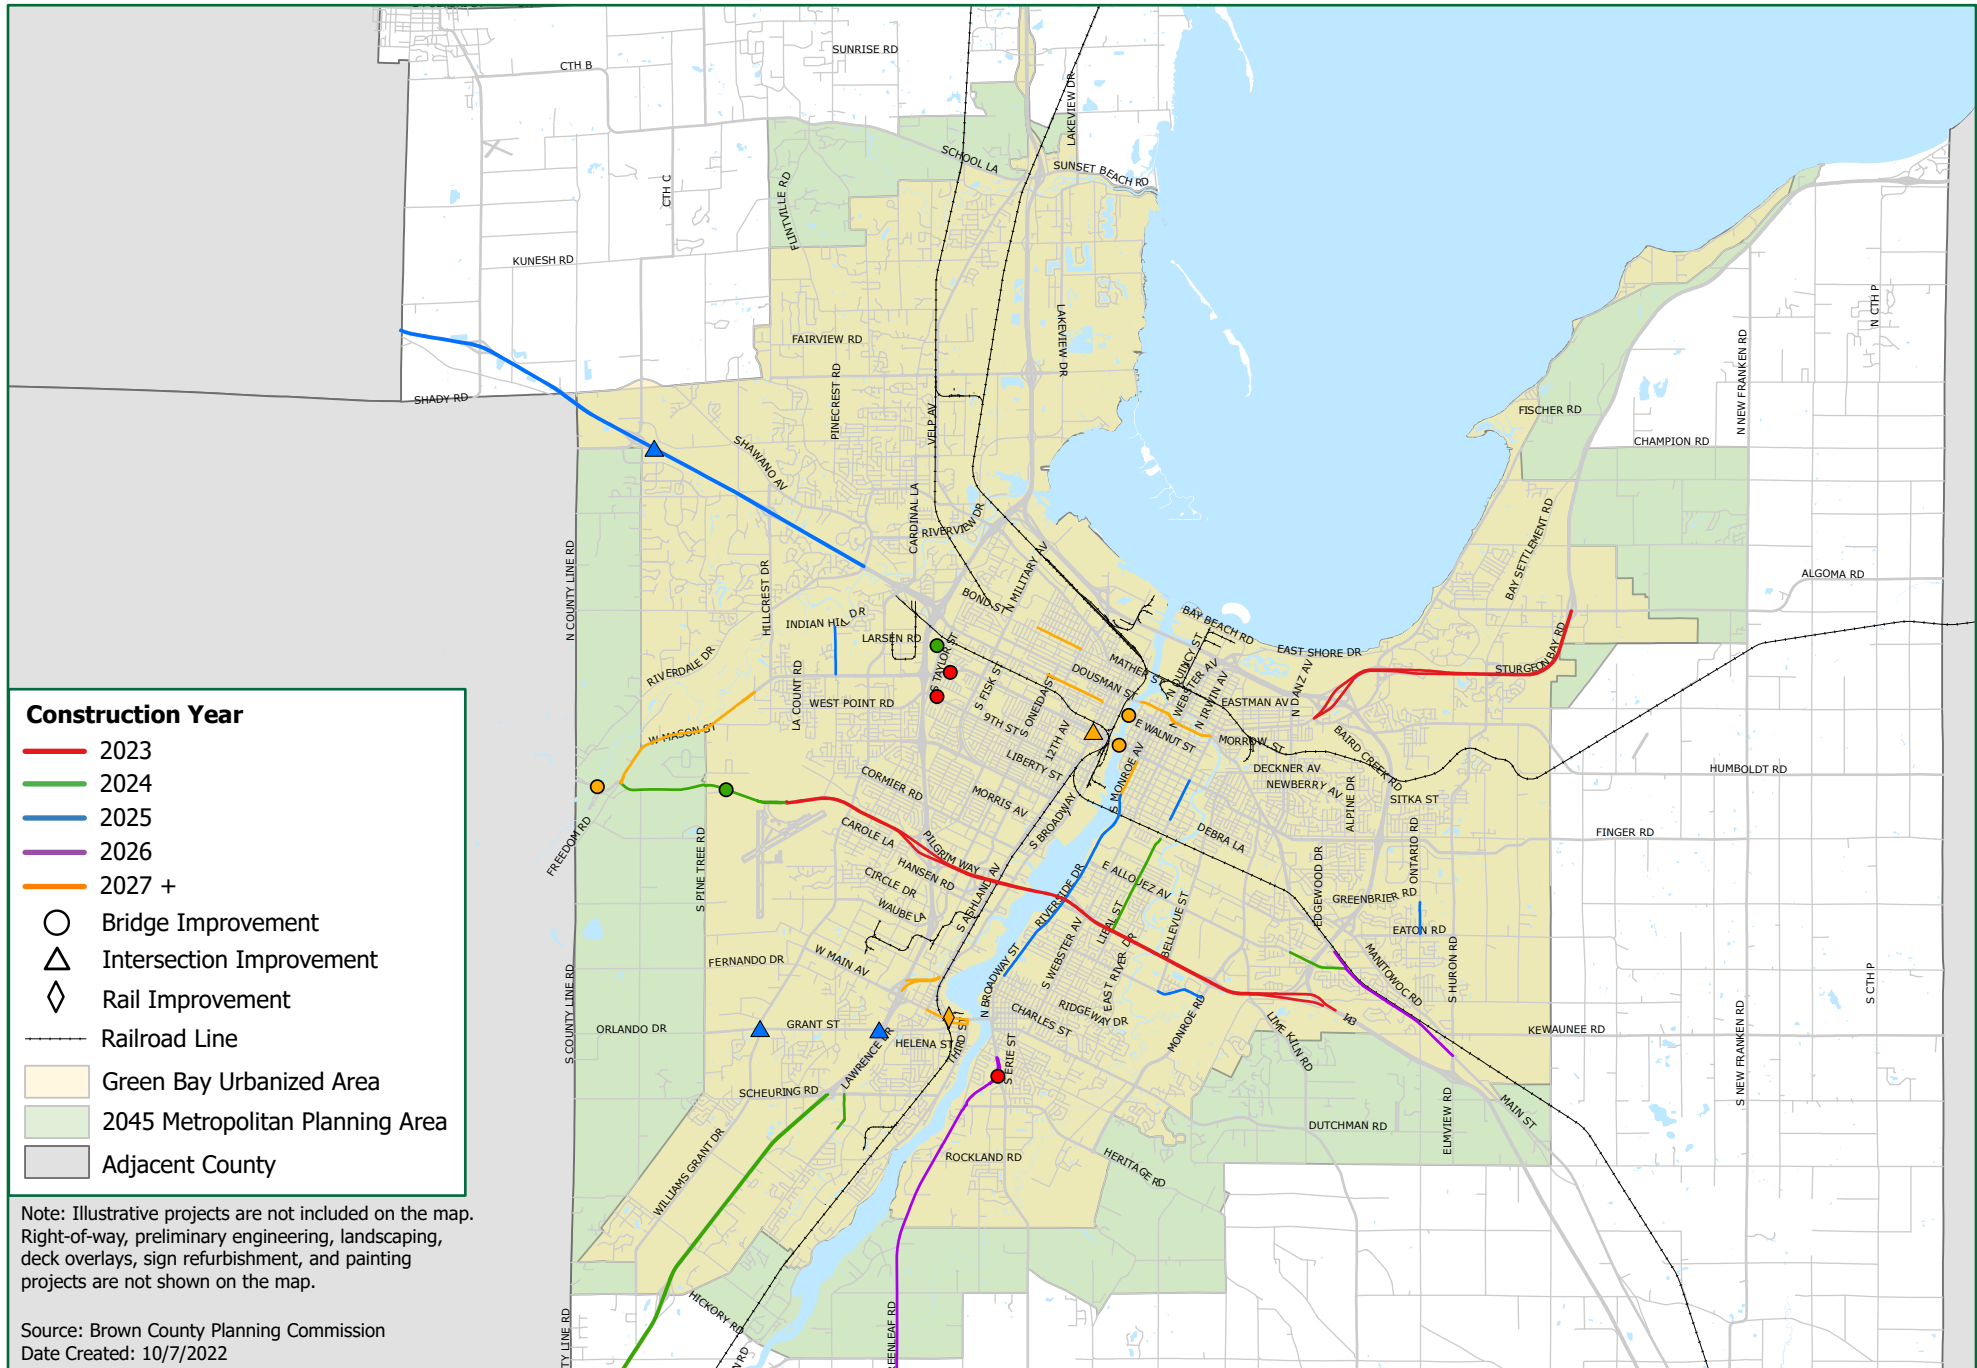 SUNRISE RD
CTH B
LAKEVIEW DR
SCHOOL LA
SUNSET BEACH RD
CTH C
FLINTVILLE RD
KUNESH RD
N CTH P
LAKEVIEW DR
FAIRVIEW RD
N NEW FRANKEN RD
PINECREST RD
SHADY RD
VELP AV
FISCHER RD
CHAMPION RD
SHAWANO AV
CARDINAL LA
RIVERVIEW DR
BAY SETTLEMENT RD
N COUNTY LINE RD
N MILITARY AV
ALGOMA RD
HILLCREST DR
BOND ST
INDIAN HILL DR
BAY BEACH RD
LARSEN RD
S TAYLOR ST
MATHER ST
N QUINCY ST
EAST SHORE DR
STURGEON BAY RD
RIVERDALE DR
LA COUNT RD
S FISK ST
DOUSMAN ST
WEBSTER AV
N IRWIN AV
N DANZ AV
WEST POINT RD
S ONEIDA ST
EASTMAN AV
9TH ST
12TH AV
E WALNUT ST
MORROW ST
W MASON ST
LIBERTY ST
BAIRD CREEK RD
CORMIER RD
S MONROE AV
DECKNER AV
HUMBOLDT RD
NEWBERRY AV
MORRIS AV
S BROADWAY
ALPINE DR
SITKA ST
FREEDOM RD
S PINE TREE RD
CAROLE LA
PILGRIM WAY
DEBRA LA
FINGER RD
HANSEN RD
ONTARIO RD
CIRCLE DR
E ALLOUEZ AV
EDGEWOOD DR
WAUBE LA
S ASHLAND AV
RIVERSIDE DR
GREENBRIER RD
LIBAL ST
BELLEVUE ST
S WEBSTER AV
EATON RD
W MAIN AV
FERNANDO DR
N BROADWAY ST
EAST RIVER DR
MANITOWOC RD
S HURON RD
S COUNTY LINE RD
S CTH P
RIDGEWAY DR
MONROE RD
CHARLES ST
ORLANDO DR
GRANT ST
I43
KEWAUNEE RD
HELENA ST
THIRD ST
LAWRENCE DR
LIME KILN RD
S ERIE ST
S NEW FRANKEN RD
SCHEURING RD
MAIN ST
ELMVIEW RD
DUTCHMAN RD
WILLIAMS GRANT DR
ROCKLAND RD
HERITAGE RD
HICKORY RD
Construction Year
2023
2024
2025
2026
2027 +
Bridge Improvement
Intersection Improvement
Rail Improvement
Railroad Line
Green Bay Urbanized Area
2045 Metropolitan Planning Area
Adjacent County
Note: Illustrative projects are not included on the map.
Right-of-way, preliminary engineering, landscaping,
deck overlays, sign refurbishment, and painting
projects are not shown on the map.
Source: Brown County Planning Commission
Date Created: 10/7/2022